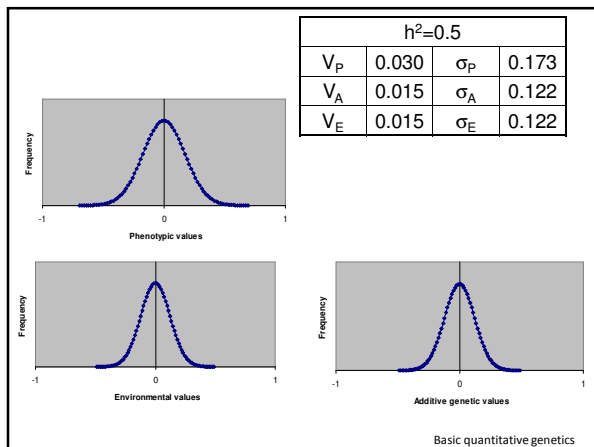 h²=0.5
V_P 0.030 σ_P 0.173
V_A 0.015 σ_A 0.122
V_E 0.015 σ_E 0.122
Frequency
-1 0 1
Phenotypic values
Frequency
-1 0 1
Environmental values
Frequency
-1 0 1
Additive genetic values
Basic quantitative genetics